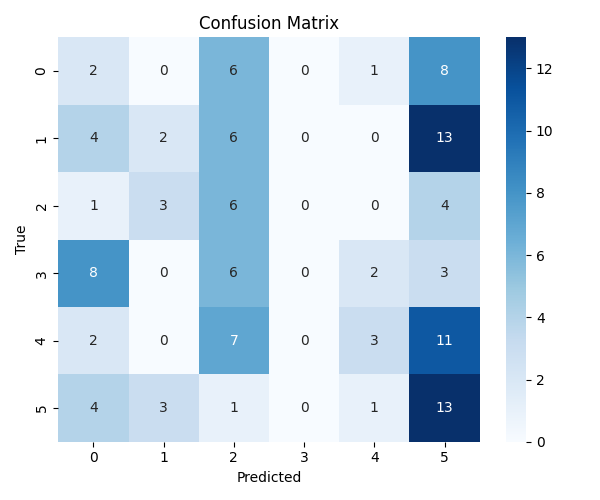 Confusion Matrix
0 2 0 6 0 1 8
1 4 2 6 0 0 13
2 1 3 6 0 0 4
3 8 0 6 0 2 3
4 2 0 7 0 3 11
5 4 3 1 0 1 13
0 1 2 3 4 5
Predicted
True
12
10
8
6
4
2
0